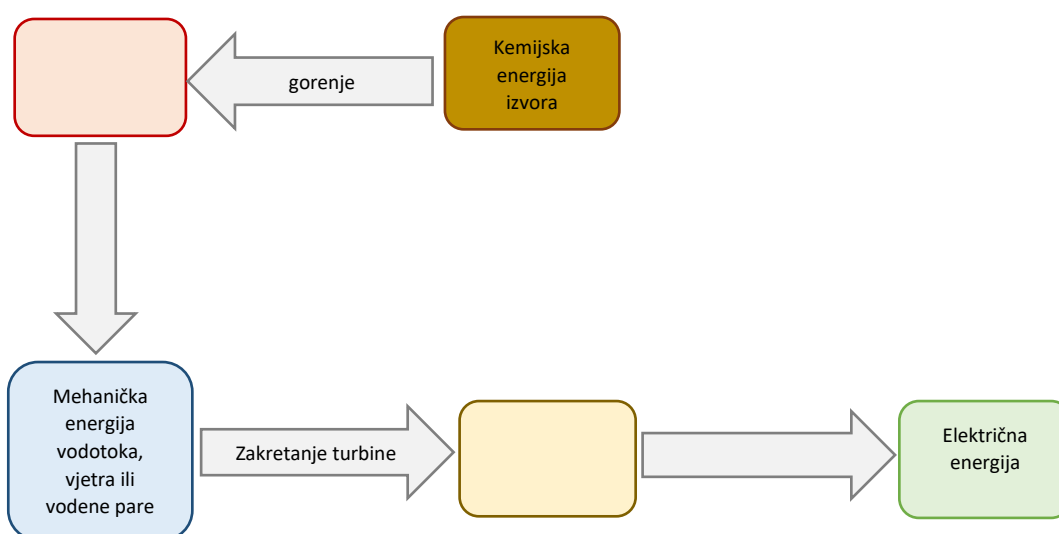 Kemijska
energija
izvora
gorenje
Mehanička
energija
vodotoka,
vjetra ili
vodene pare
Zakretanje turbine
Električna
energija